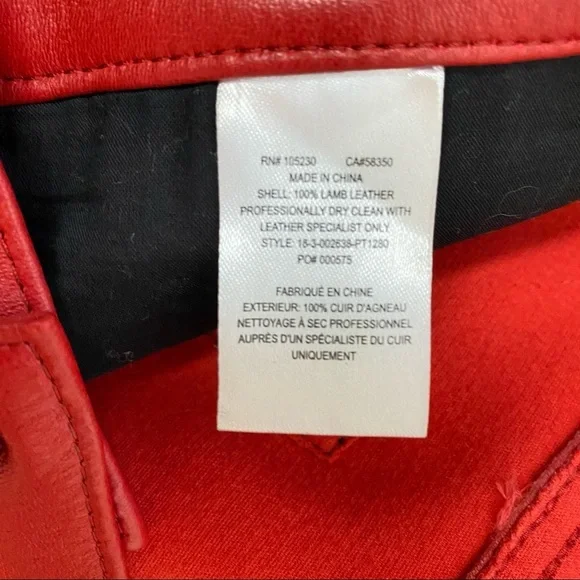 RN# 105230 CA#58350
MADE IN CHINA
SHELL: 100% LAMB LEATHER
PROFESSIONALLY DRY CLEAN WITH
LEATHER SPECIALIST ONLY
STYLE: 18-3-002638-PT1280
PO# 000575
FABRIQUÉ EN CHINE
EXTERIEUR: 100% CUIR D'AGNEAU
NETTOYAGE À SEC PROFESSIONNEL
AUPRÈS D'UN SPÉCIALISTE DU CUIR
UNIQUEMENT